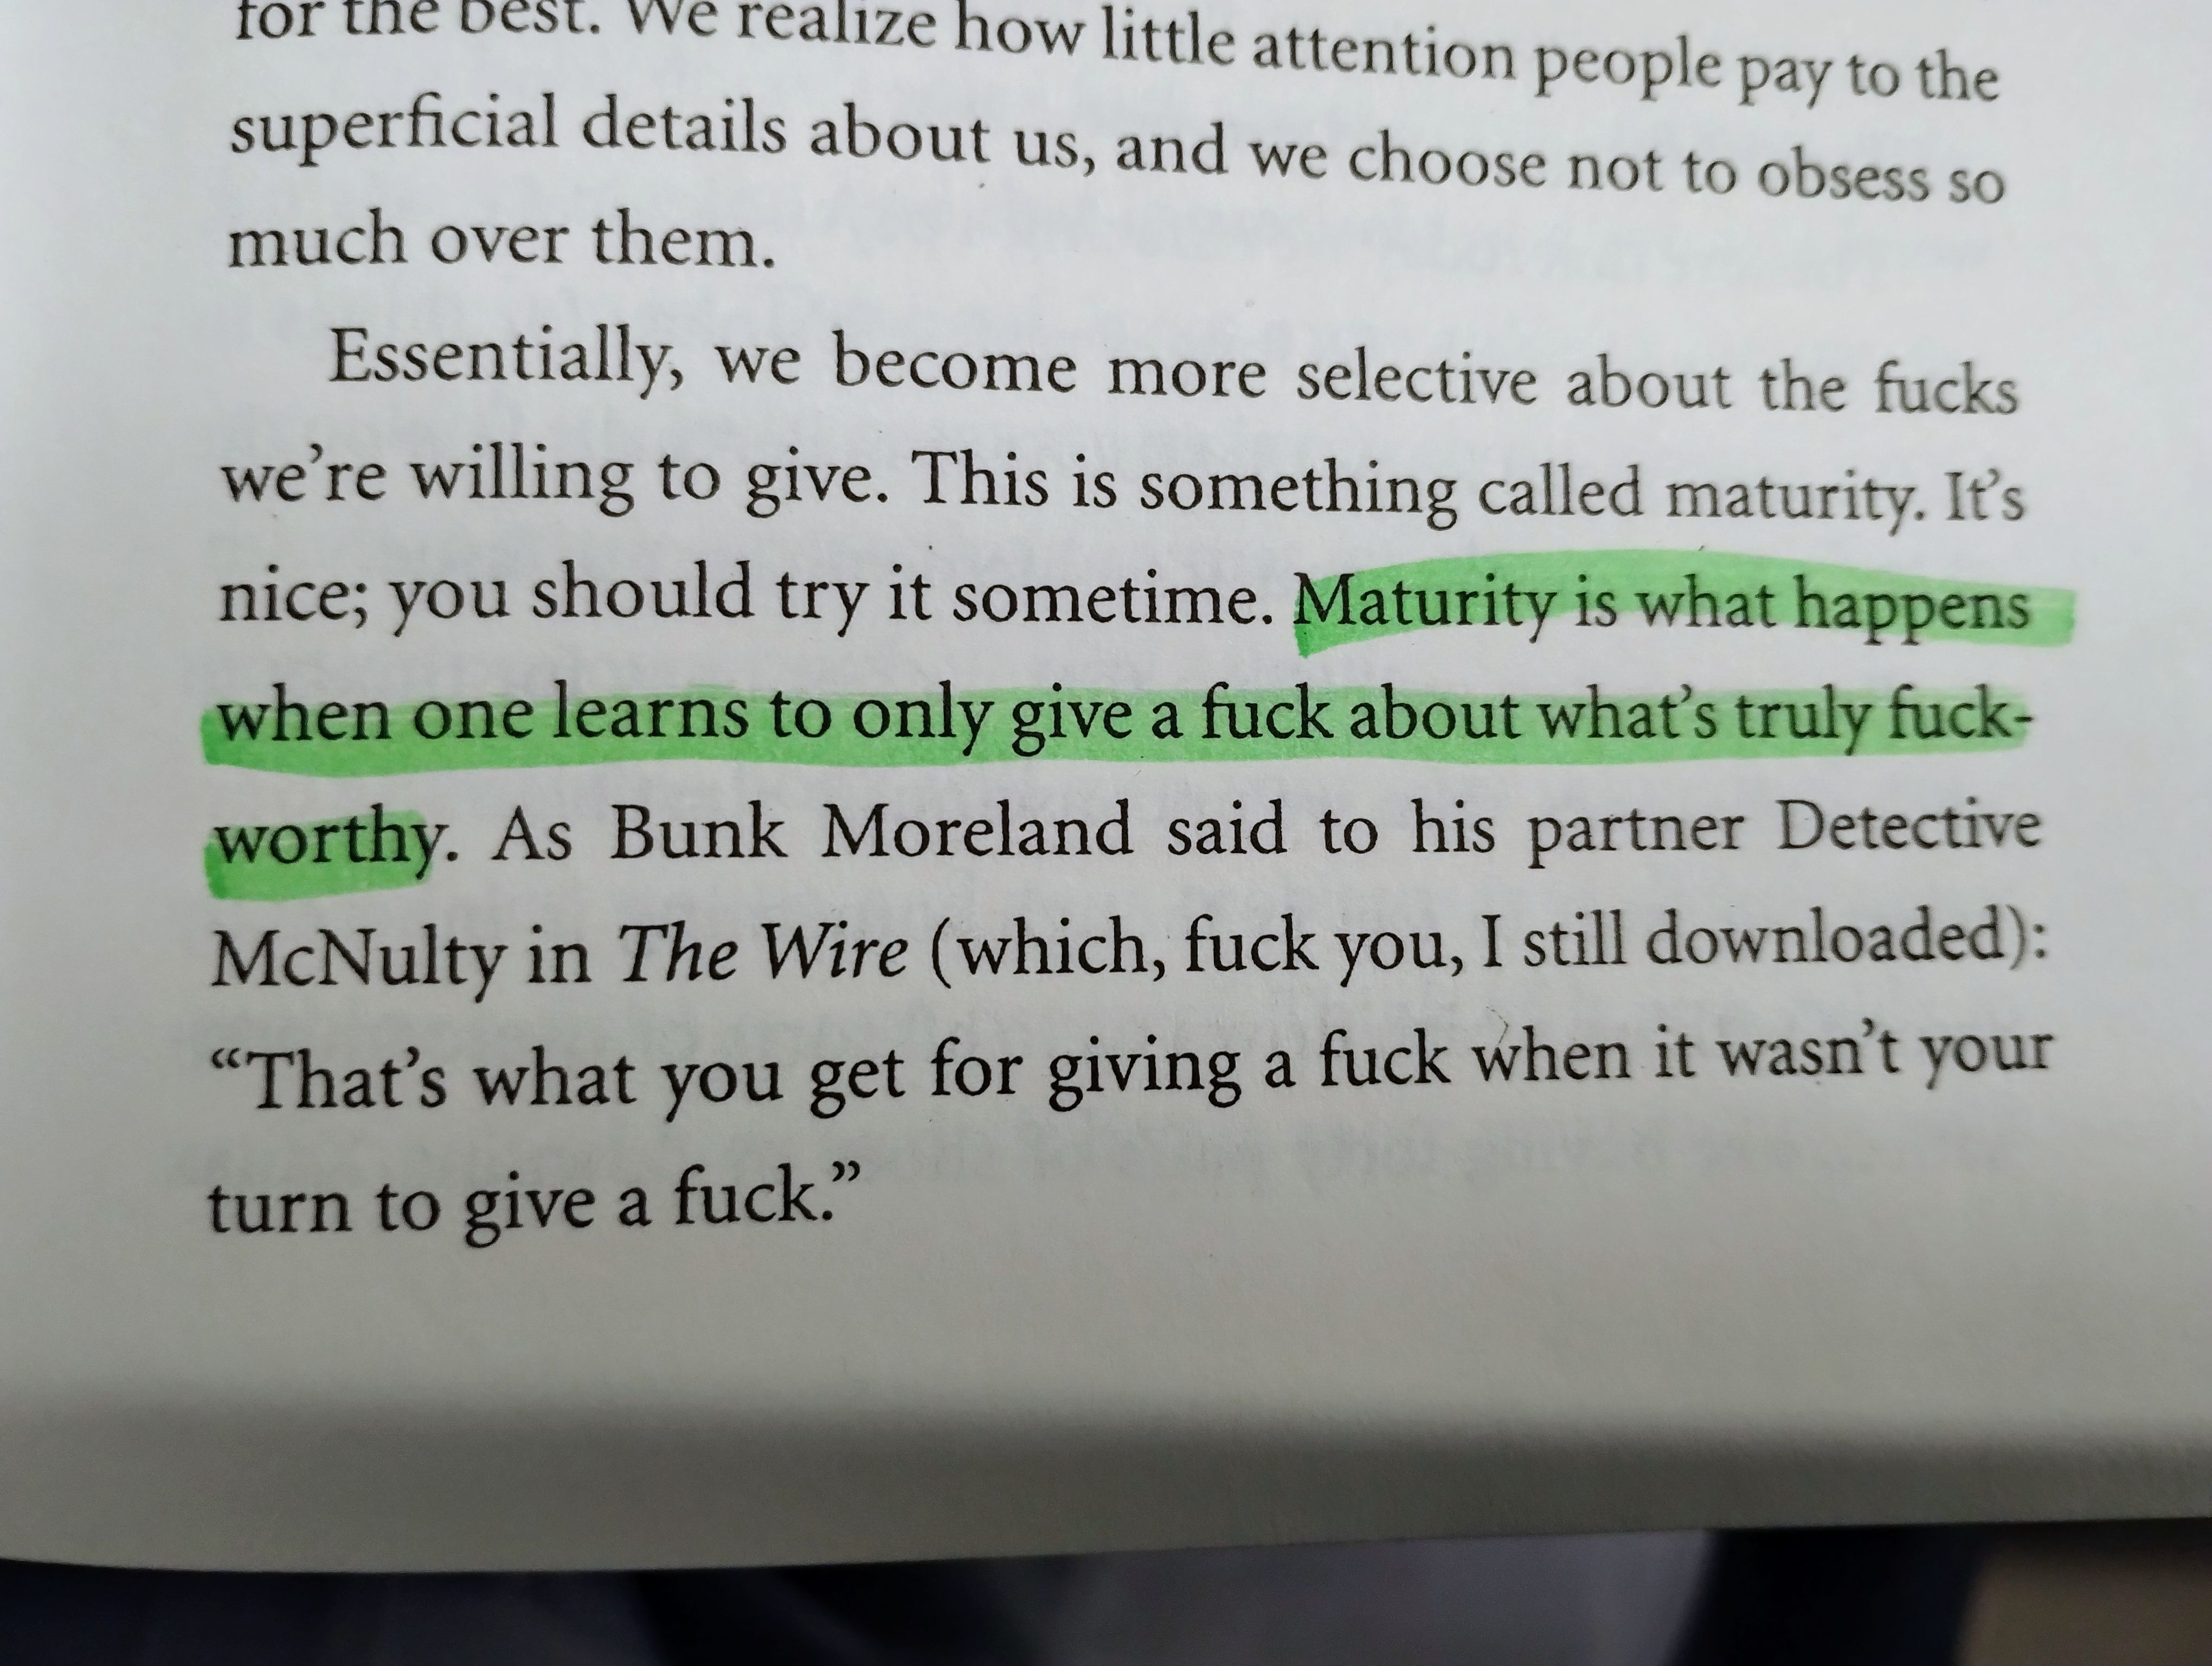 for the best. We realize how little attention people pay to the
superficial details about us, and we choose not to obsess so
much over them.
Essentially, we become more selective about the fucks
we’re willing to give. This is something called maturity. It’s
nice; you should try it sometime. Maturity is what happens
when one learns to only give a fuck about what’s truly fuck-
worthy. As Bunk Moreland said to his partner Detective
McNulty in The Wire (which, fuck you, I still downloaded):
“That’s what you get for giving a fuck when it wasn’t your
turn to give a fuck.”